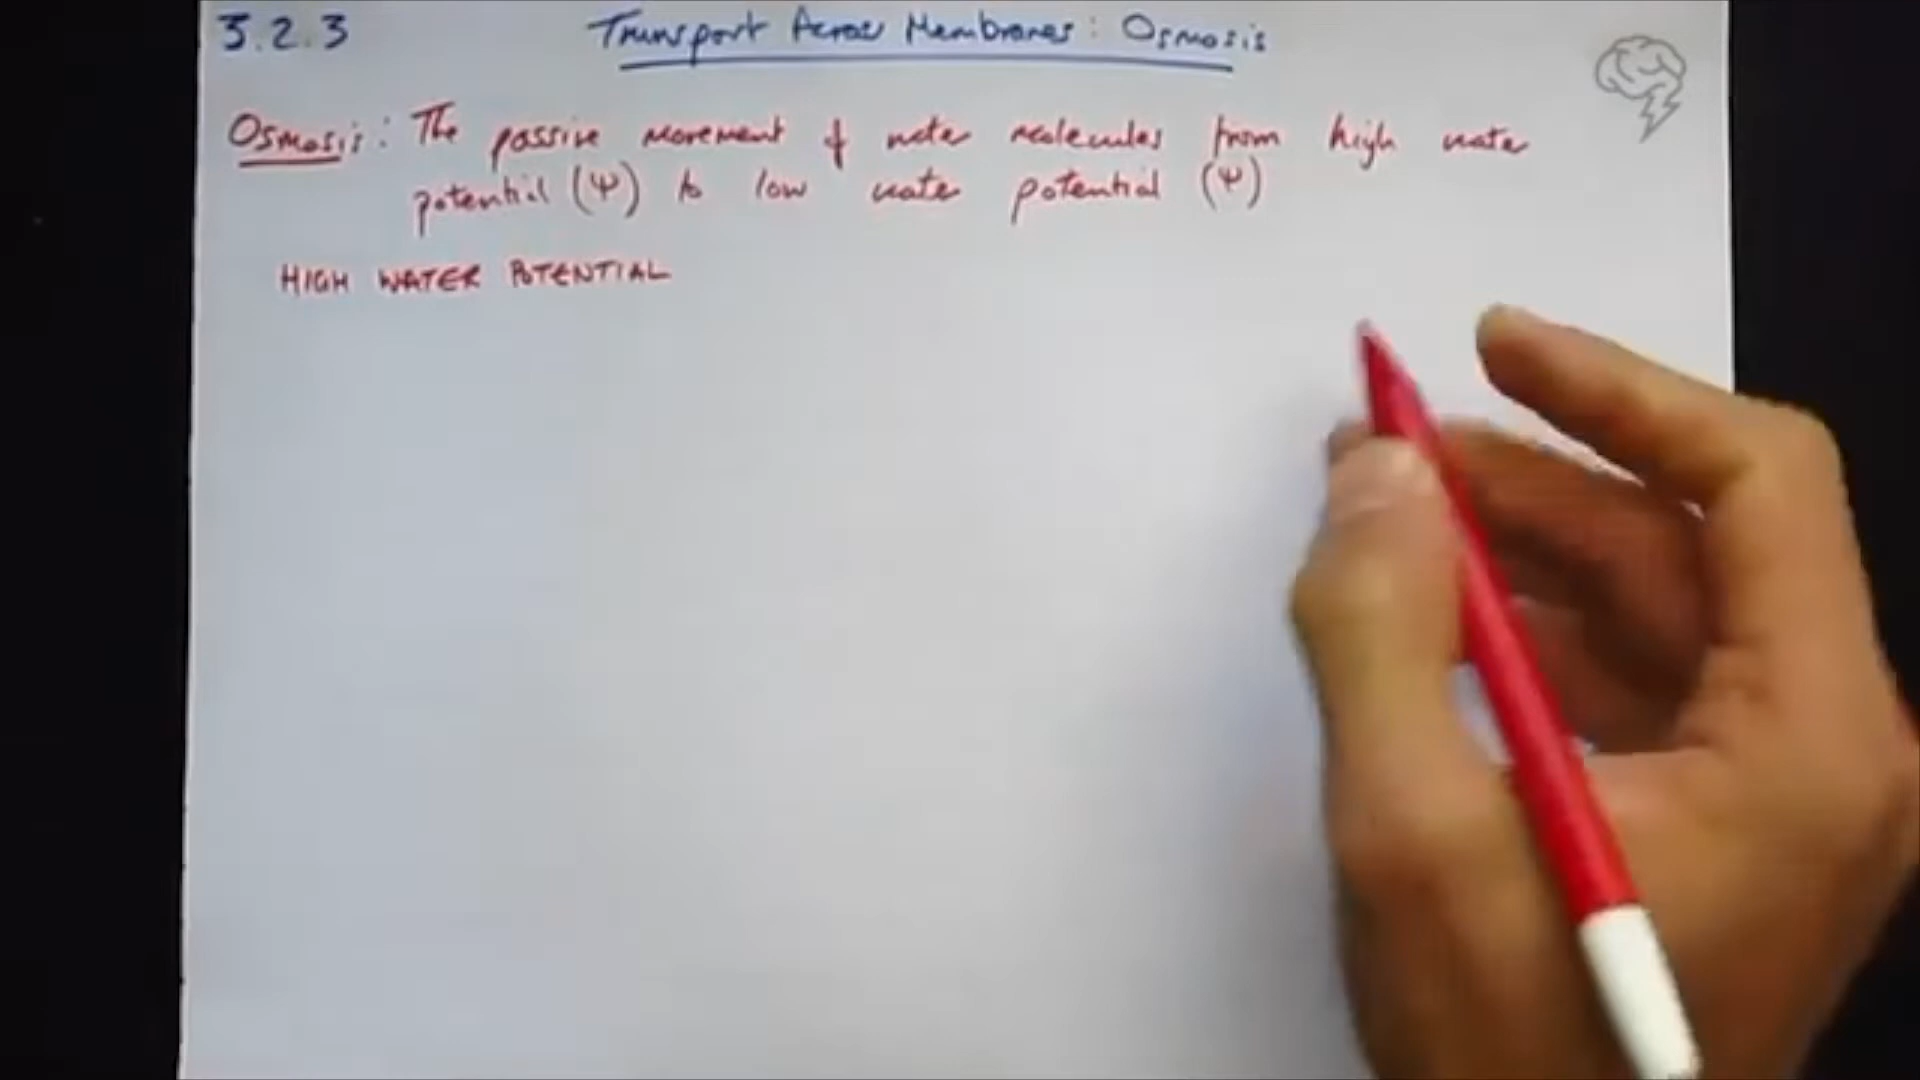 3.2.3 Transport Across Membranes: Osmosis
Osmosis: The passive movement of water molecules from high water
potential (Ψ) to low water potential (Ψ)
HIGH WATER POTENTIAL